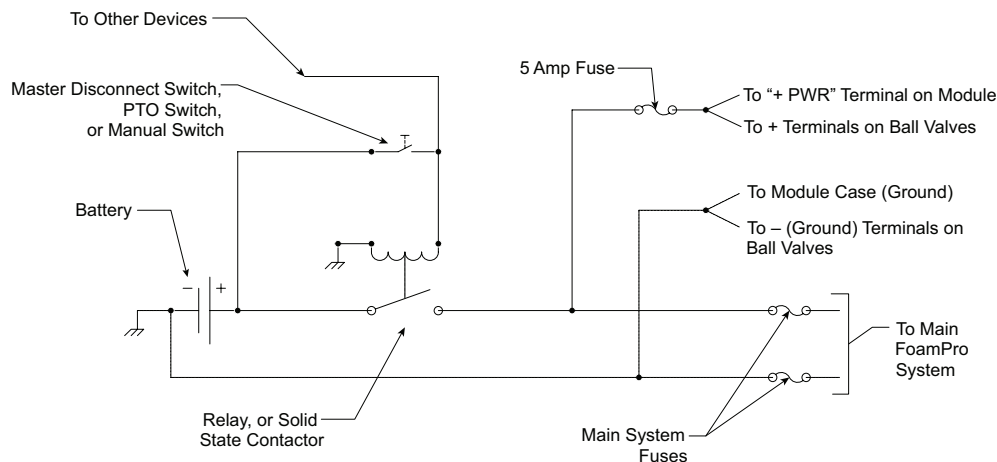 To Other Devices
5 Amp Fuse
Master Disconnect Switch,
PTO Switch,
or Manual Switch
To “+ PWR” Terminal on Module
To + Terminals on Ball Valves
Battery
To Module Case (Ground)
To – (Ground) Terminals on
Ball Valves
– +
To Main
FoamPro
System
Relay, or Solid
State Contactor
Main System
Fuses